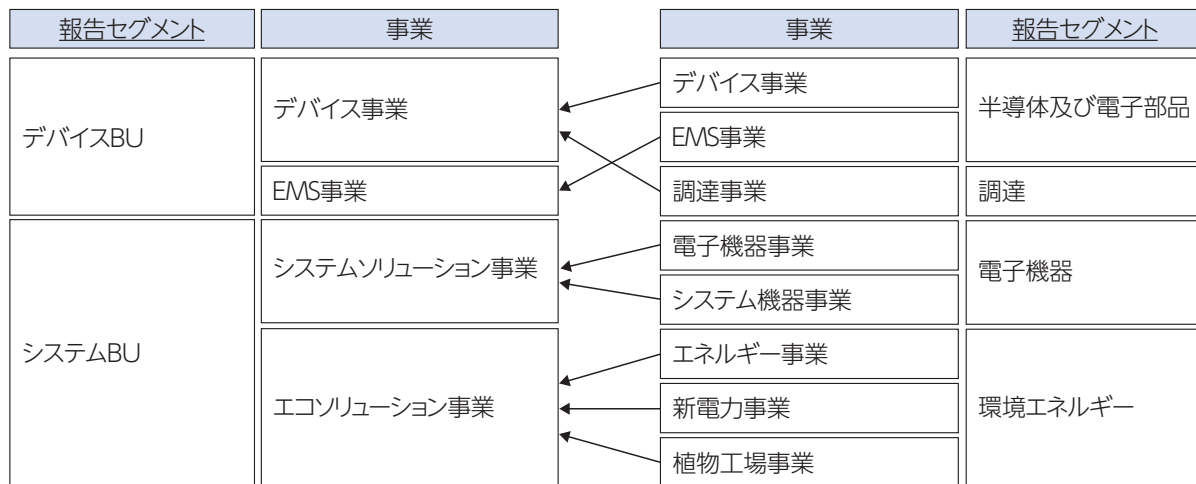 報告セグメント
事業
事業
報告セグメント
デバイスBU
デバイス事業
EMS事業
システムBU
システムソリューション事業
エコソリューション事業
デバイス事業
EMS事業
半導体及び電子部品
調達事業
調達
電子機器事業
システム機器事業
電子機器
エネルギー事業
新電力事業
植物工場事業
環境エネルギー